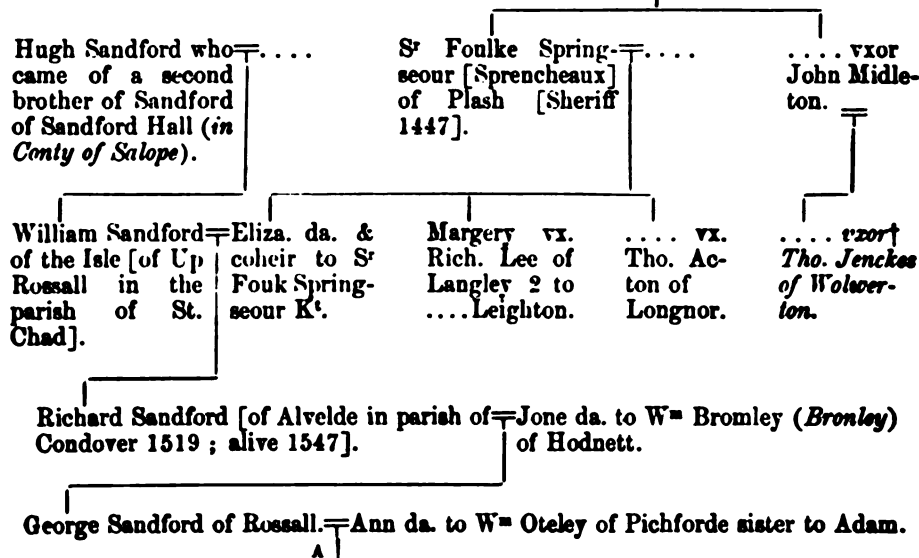 Hugh Sandford who=....
came of a second
brother of Sandford
of Sandford Hall (in
Conty of Salope).
Sʳ Foulke Spring-=....
seour [Sprencheaux]
of Plash [Sheriff
1447].
.... vxor
John Midle-
ton.
=
William Sandford=Eliza. da. &
of the Isle [of Up coheir to Sʳ
Rossall in the Fouk Spring-
parish of St. seour Kᵗ.
Chad].
Margery vx.
Rich. Lee of
Langley 2 to
....Leighton.
.... vx.
Tho. Ac-
ton of
Longnor.
.... vxor†
Tho. Jenckes
of Wolwer-
ton.
Richard Sandford [of Alvelde in parish of=Jone da. to Wᵐ Bromley (Bronley)
Condover 1519 ; alive 1547]. of Hodnett.
George Sandford of Rossall.=Ann da. to Wᵐ Oteley of Pichforde sister to Adam.
A